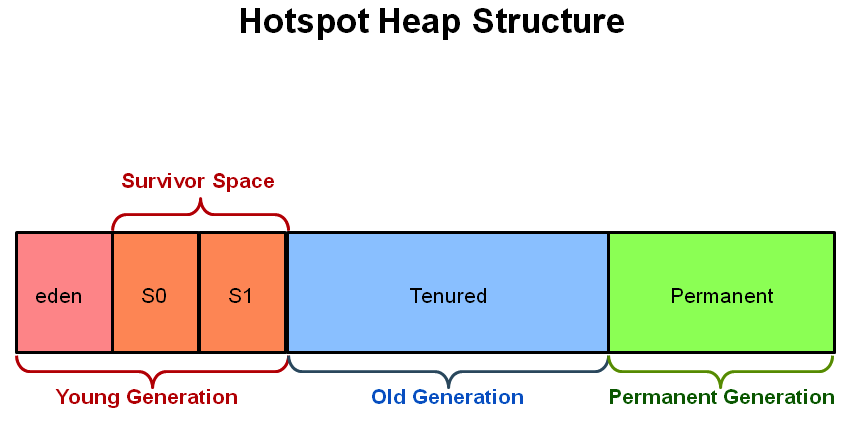 Hotspot Heap Structure
Survivor Space
eden S0 S1 Tenured Permanent
Young Generation Old Generation Permanent Generation